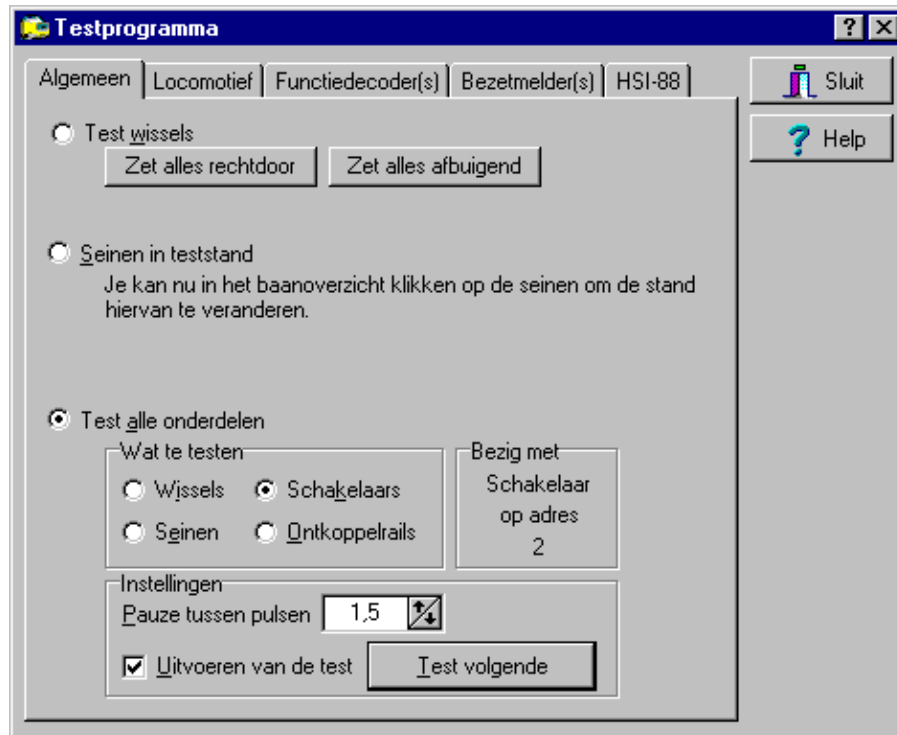 Testprogramma
Algemeen Locomotief Functiedecoder(s) Bezetmelder(s) HSI-88
Sluit
Help
Test wissels
Zet alles rechtdoor Zet alles afbuigend
Seinen in teststand
Je kan nu in het baanoverzicht klikken op de seinen om de stand
hiervan te veranderen.
Test alle onderdelen
Wat te testen
Wissels Schakelaars
Seinen Ontkoppelrails
Bezig met
Schakelaar
op adres
2
Instellingen
Pauze tussen pulsen 1,5
Uitvoeren van de test Test volgende